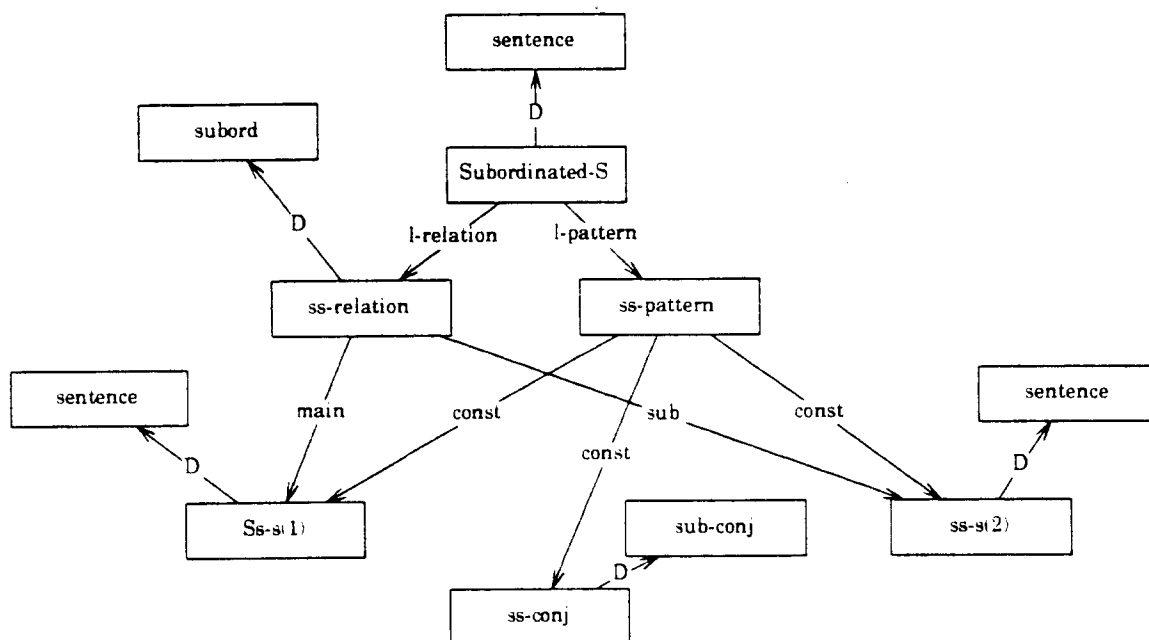 sentence
D
subord
Subordinated-S
D
l-relation
l-pattern
ss-relation
ss-pattern
sentence
sentence
main
const
sub
const
const
D
D
Ss-s(1)
sub-conj
ss-s(2)
D
ss-conj